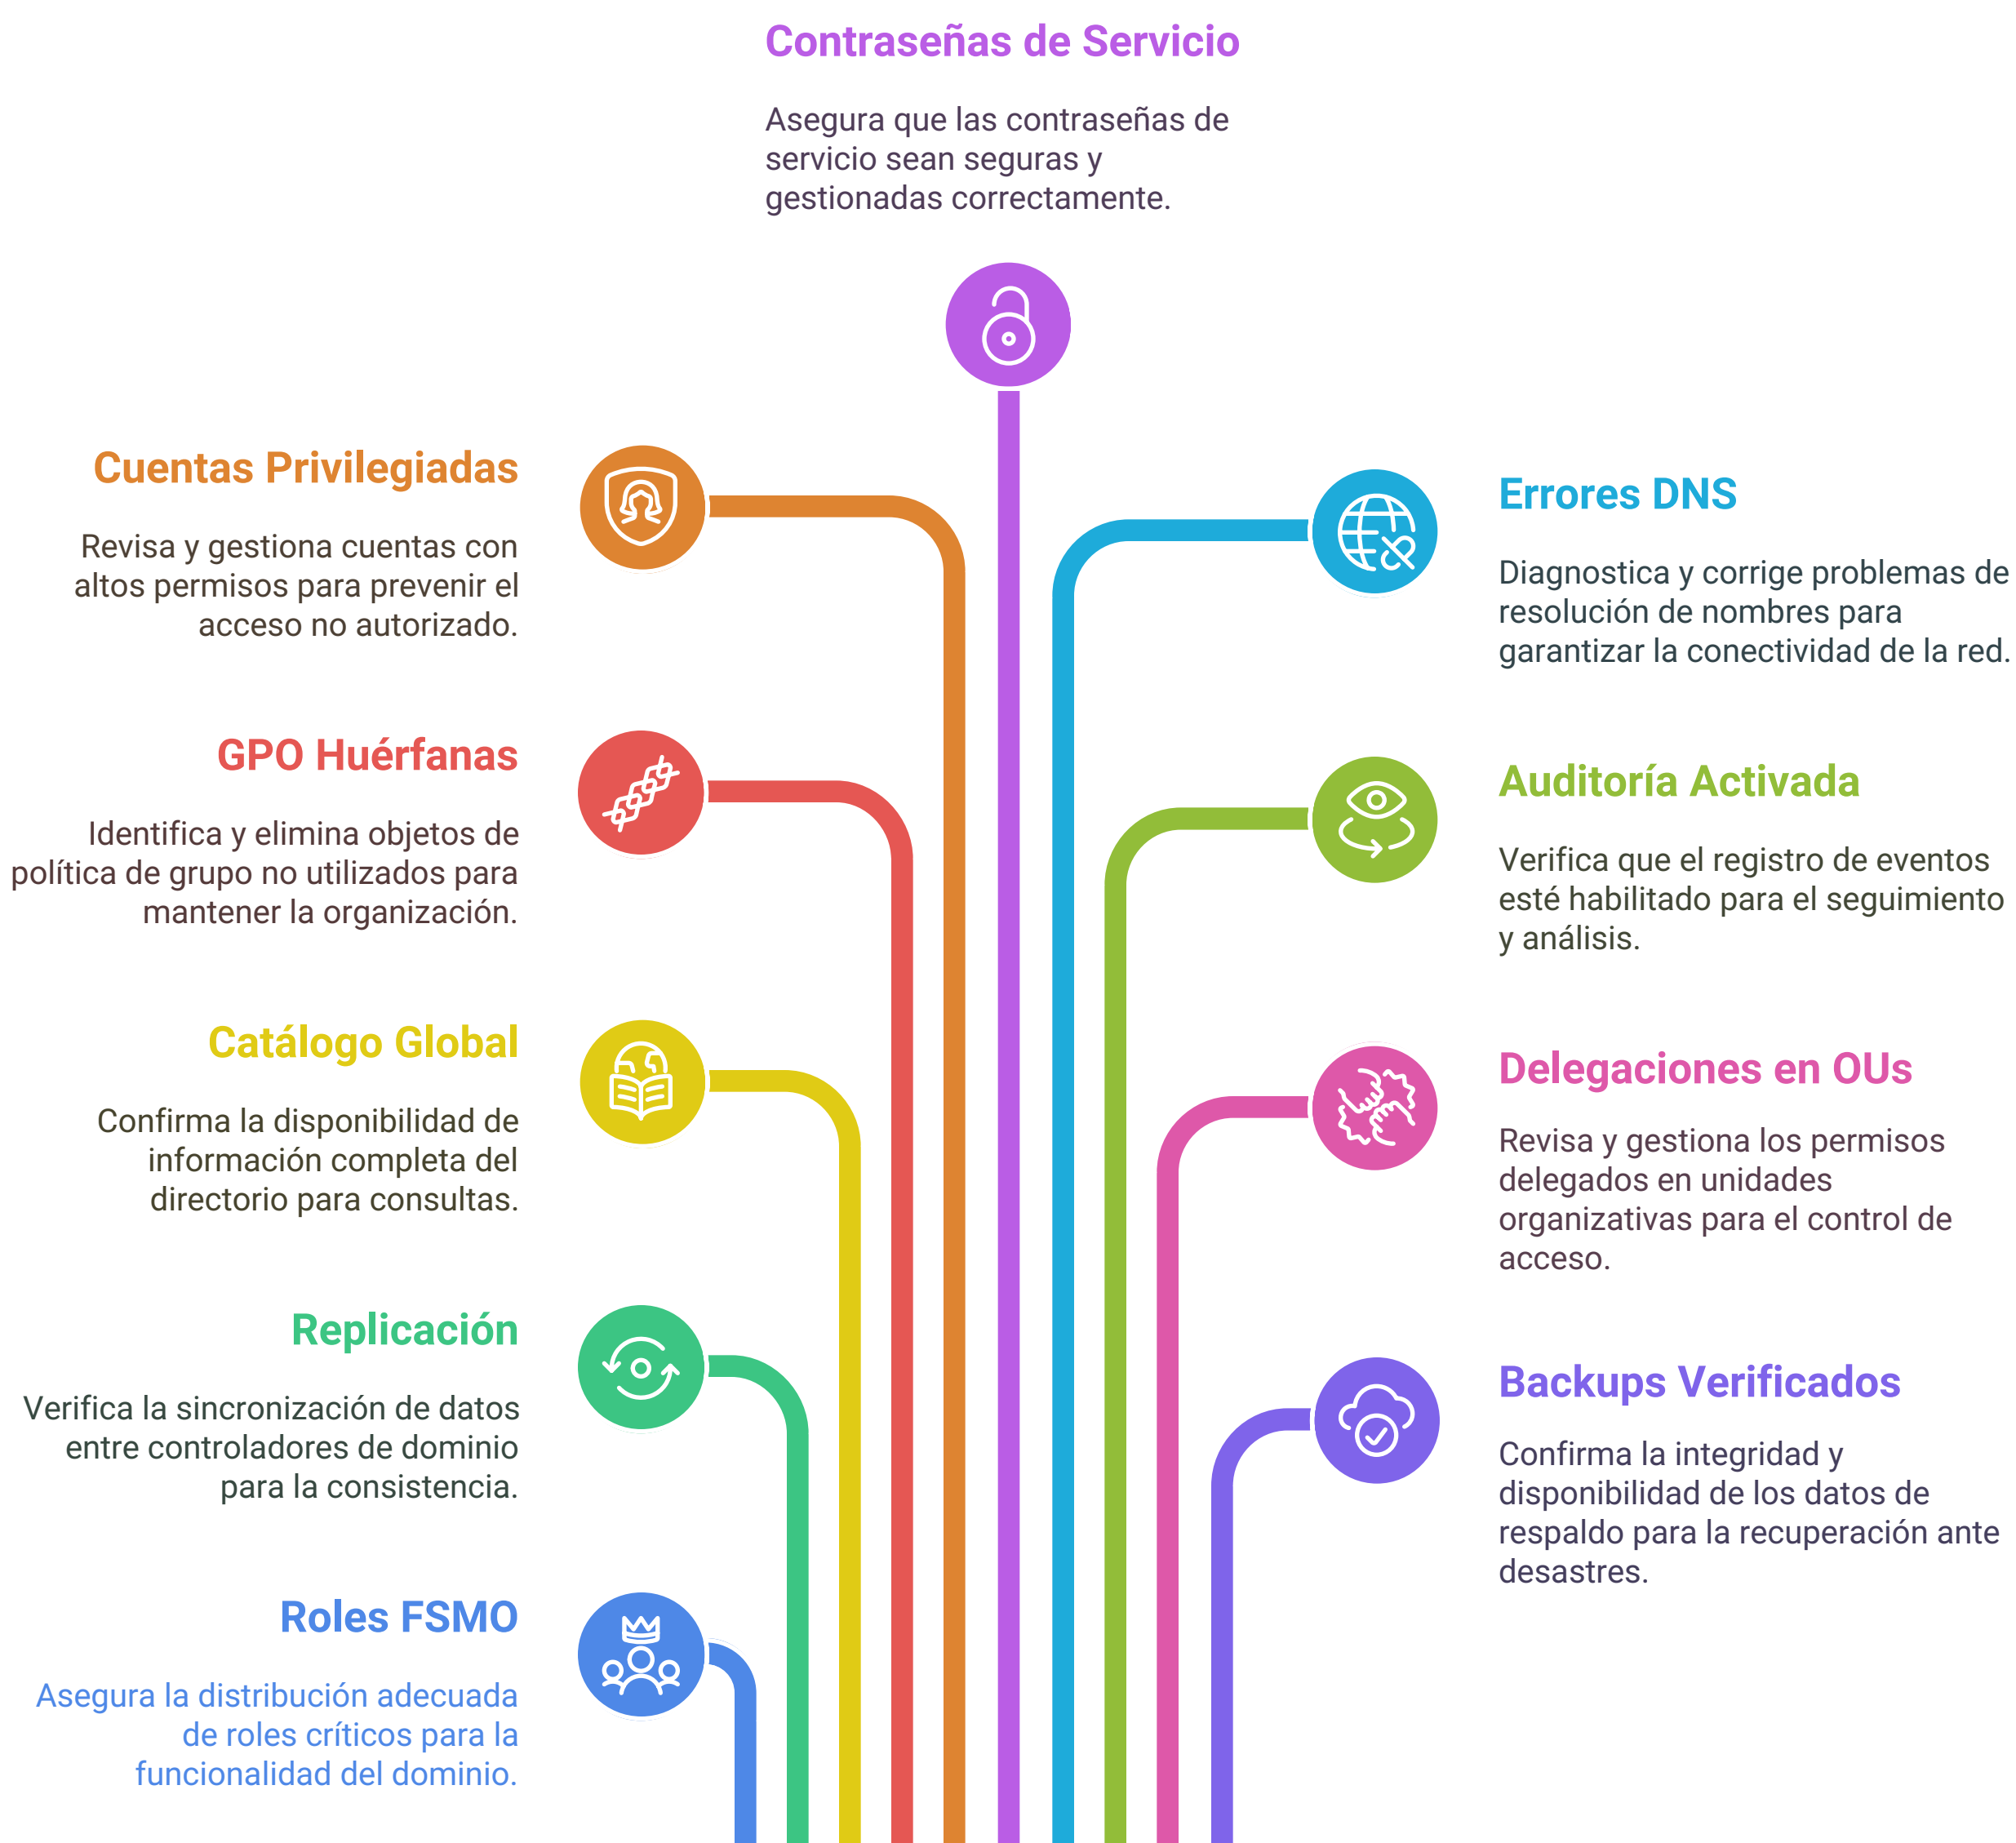 Contraseñas de Servicio
Asegura que las contraseñas de
servicio sean seguras y
gestionadas correctamente.
Cuentas Privilegiadas
Revisa y gestiona cuentas con
altos permisos para prevenir el
acceso no autorizado.
GPO Huérfanas
Identifica y elimina objetos de
política de grupo no utilizados para
mantener la organización.
Catálogo Global
Confirma la disponibilidad de
información completa del
directorio para consultas.
Replicación
Verifica la sincronización de datos
entre controladores de dominio
para la consistencia.
Roles FSMO
Asegura la distribución adecuada
de roles críticos para la
funcionalidad del dominio.
Errores DNS
Diagnostica y corrige problemas de
resolución de nombres para
garantizar la conectividad de la red.
Auditoría Activada
Verifica que el registro de eventos
esté habilitado para el seguimiento
y análisis.
Delegaciones en OUs
Revisa y gestiona los permisos
delegados en unidades
organizativas para el control de
acceso.
Backups Verificados
Confirma la integridad y
disponibilidad de los datos de
respaldo para la recuperación ante
desastres.